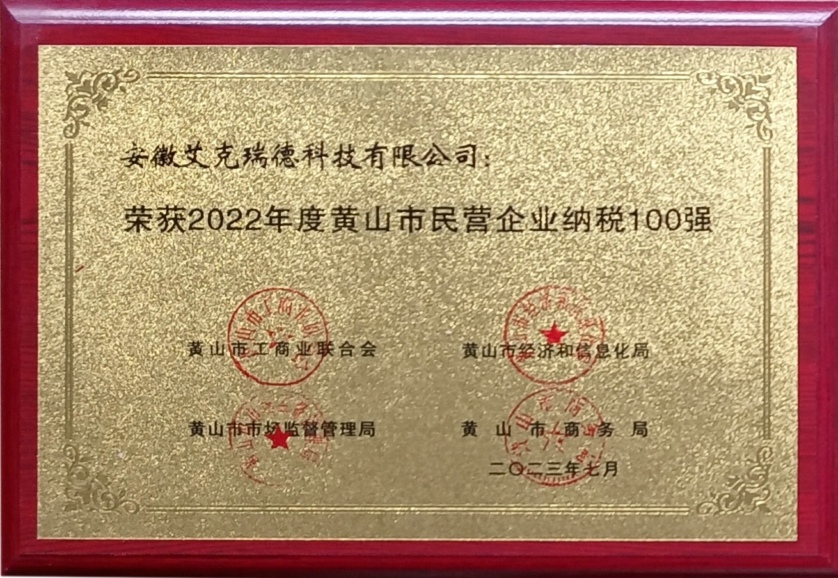 安徽艾克瑞德科技有限公司：
荣获2022年度黄山市民营企业纳税100强
黄山市工商业联合会
黄山市经济和信息化局
黄山市市场监督管理局
黄山市商务局
二〇二三年七月